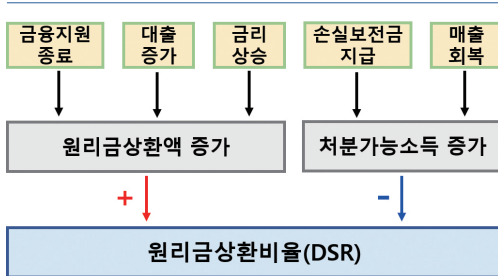 금융지원
종료
대출
증가
금리
상승
손실보전금
지급
매출
회복
원리금상환액 증가
처분가능소득 증가
+
-
원리금상환비율(DSR)